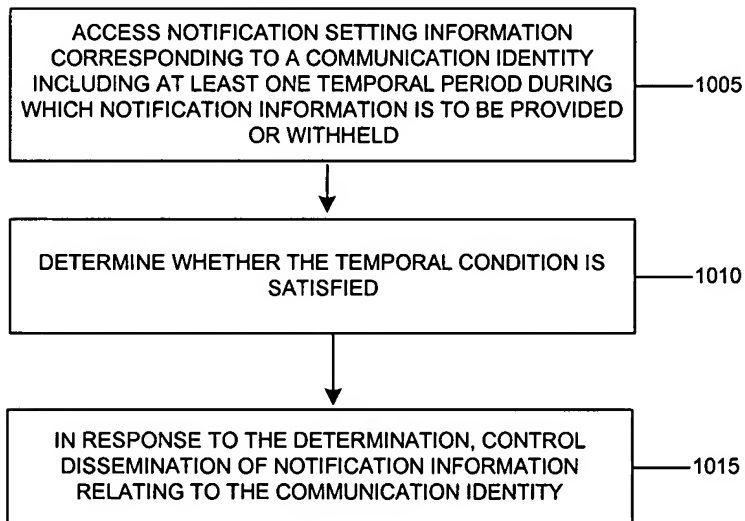 ACCESS NOTIFICATION SETTING INFORMATION
CORRESPONDING TO A COMMUNICATION IDENTITY
INCLUDING AT LEAST ONE TEMPORAL PERIOD DURING
WHICH NOTIFICATION INFORMATION IS TO BE PROVIDED
OR WITHHELD
1005
DETERMINE WHETHER THE TEMPORAL CONDITION IS
SATISFIED
1010
IN RESPONSE TO THE DETERMINATION, CONTROL
DISSEMINATION OF NOTIFICATION INFORMATION
RELATING TO THE COMMUNICATION IDENTITY
1015